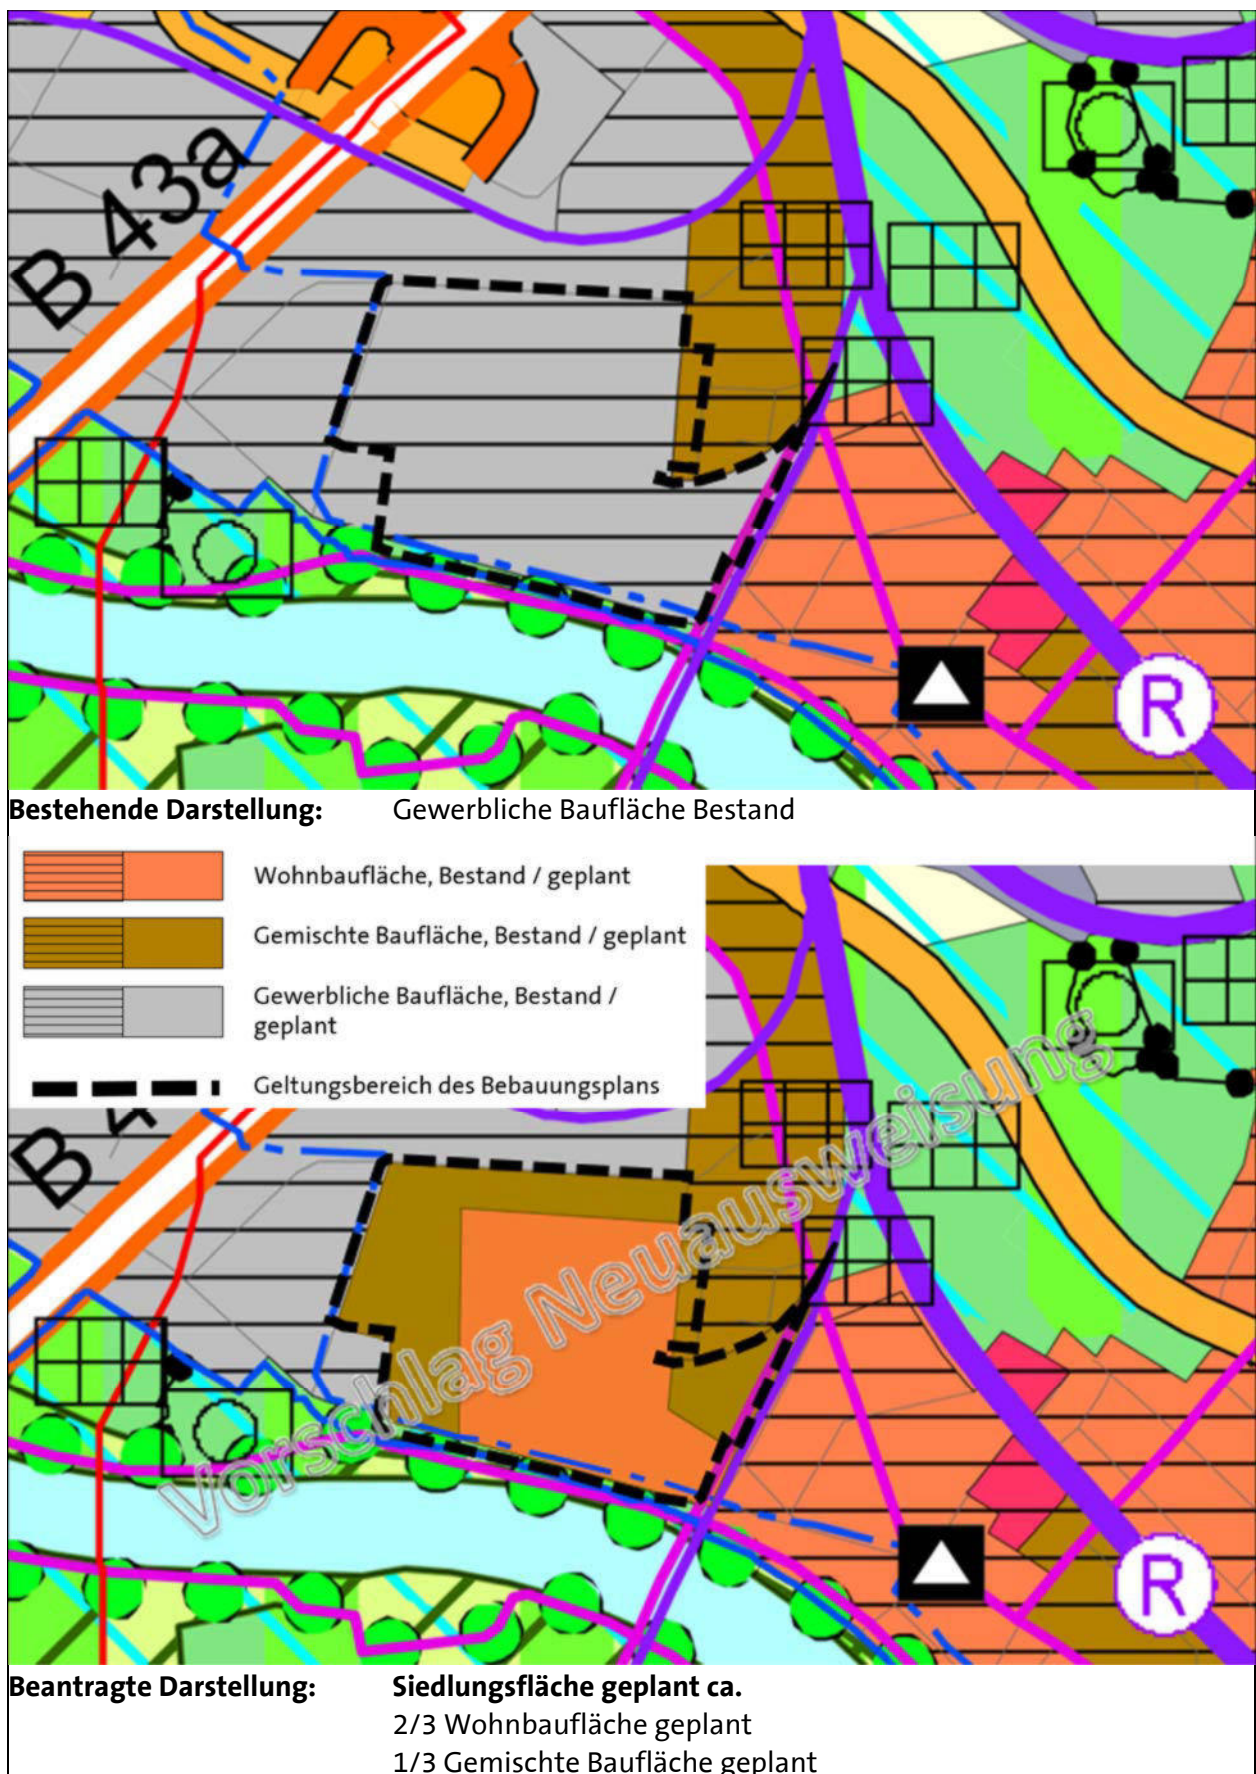 B 43a
R
Bestehende Darstellung: Gewerbliche Baufläche Bestand
Wohnbaufläche, Bestand / geplant
Gemischte Baufläche, Bestand / geplant
Gewerbliche Baufläche, Bestand /
geplant
Geltungsbereich des Bebauungsplans
B 4
Vorschlag Neuausweisung
R
Beantragte Darstellung: Siedlungsfläche geplant ca.
2/3 Wohnbaufläche geplant
1/3 Gemischte Baufläche geplant